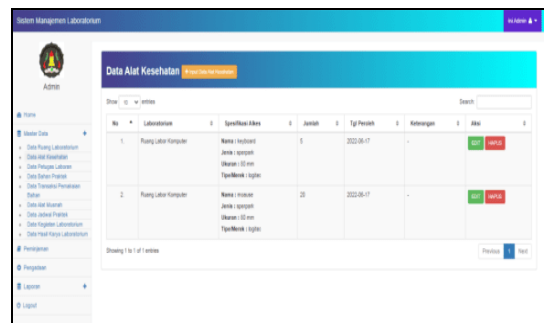 Sistem Manajemen Laboratorium
Admin
Home
Master Data +
Data Ruang Laboratorium
Data Alat Kesehatan
Data Petugas Laboran
Data Bahan Praktek
Data Transaksi Pemakaian
Bahan
Data Alat Musnah
Data Jadwal Praktek
Data Kegiatan Laboratorium
Data Hasil Karya Laboratorium
Peminjaman
Pengadaan
Laporan +
Logout
Data Alat Kesehatan + Input Data Alat Kesehatan
Show 10 entries Search:
No Laboratorium Spesifikasi Alkes Jumlah Tgl Peroleh Keterangan Aksi
1 Ruang Labor Komputer Nama : keyboard 5 2022-06-17 - EDIT HAPUS
Jenis : sparepart
Ukuran : 
Tipe/Merek : logitec
2 Ruang Labor Komputer Nama : mouse 20 2022-06-17 - EDIT HAPUS
Jenis : sparepart
Ukuran : 
Tipe/Merek : logitec
Showing 1 to 1 of 1 entries Previous 1 Next